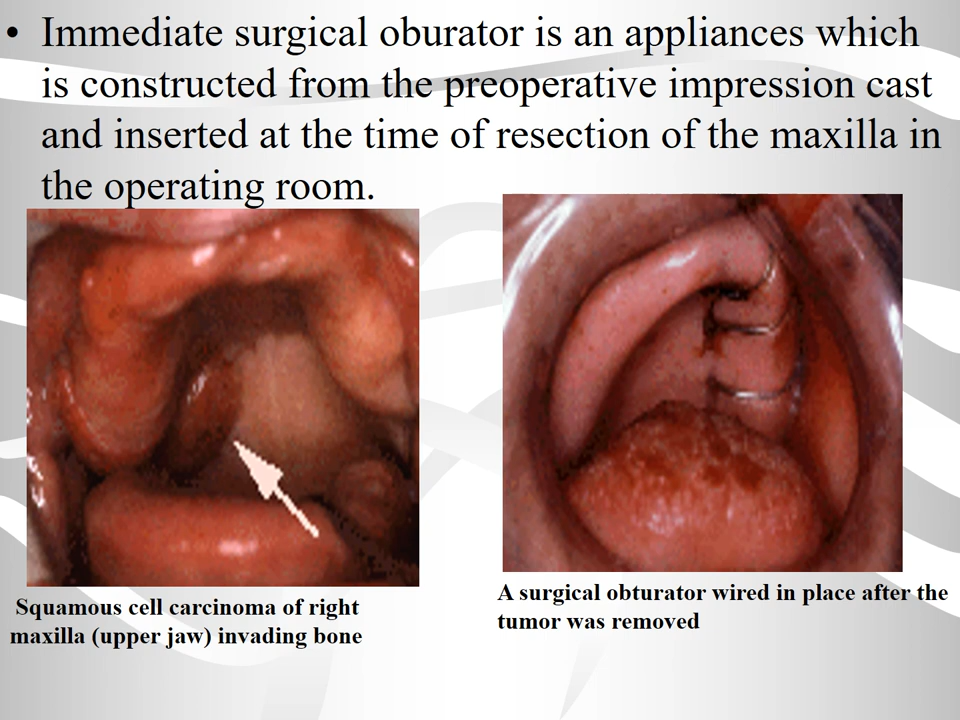 • Immediate surgical oburator is an appliances which
is constructed from the preoperative impression cast
and inserted at the time of resection of the maxilla in
the operating room.
Squamous cell carcinoma of right
maxilla (upper jaw) invading bone
A surgical obturator wired in place after the
tumor was removed